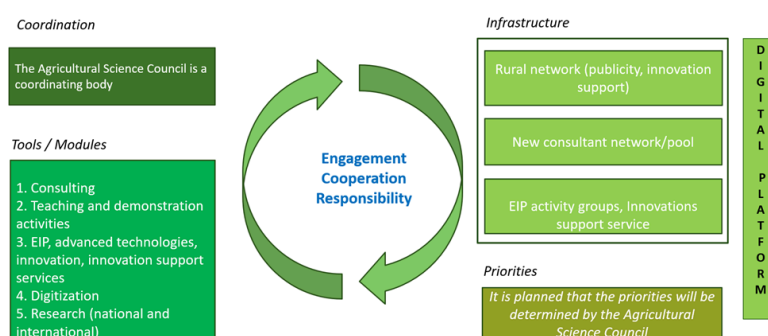 Coordination
The Agricultural Science Council is a
coordinating body
Tools / Modules
1. Consulting
2. Teaching and demonstration
activities
3. EIP, advanced technologies,
innovation, innovation support
services
4. Digitization
5. Research (national and
international)
Engagement
Cooperation
Responsibility
Infrastructure
Rural network (publicity, innovation
support)
New consultant network/pool
EIP activity groups, Innovations
support service
Priorities
It is planned that the priorities will be
determined by the Agricultural
Science Council
DIGITAL PLATFORM